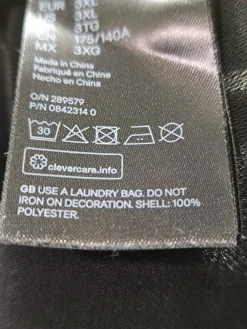 EUR 3XL
US 3XL
3TG
CN 175/140A
MX 3XG
Made in China
Fabriqué en Chine
Hecho en China
O/N 289579
P/N 0842314 0
30
clevercare.info
GB USE A LAUNDRY BAG. DO NOT
IRON ON DECORATION. SHELL: 100%
POLYESTER.